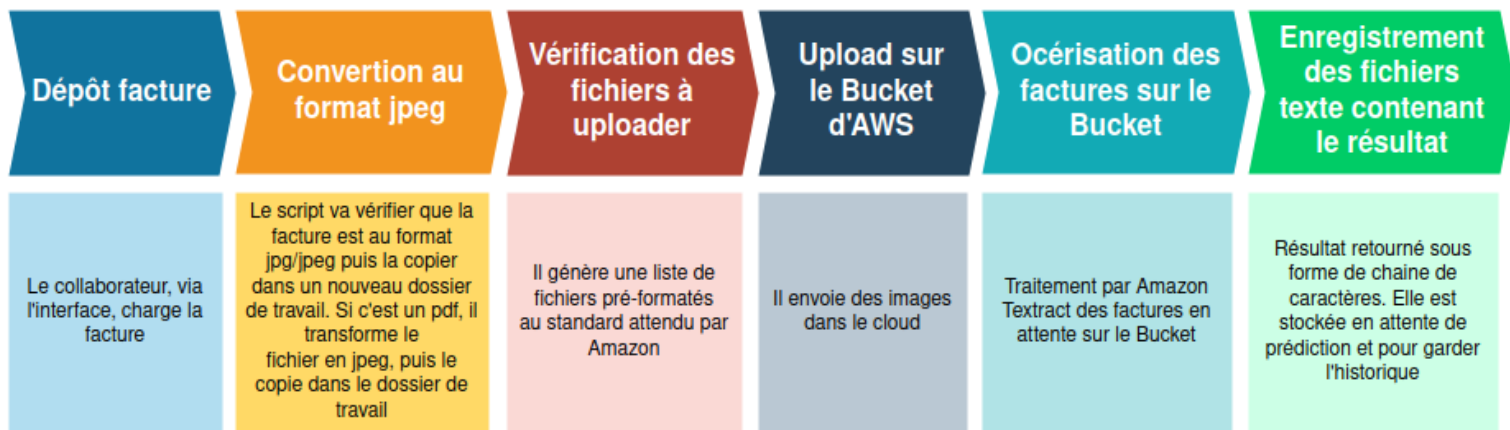 Dépôt facture
Convertion au
format jpeg
Vérification des
fichiers à
uploader
Upload sur
le Bucket
d'AWS
Océrisation des
factures sur le
Bucket
Enregistrement
des fichiers
texte contenant
le résultat
Le collaborateur, via
l'interface, charge la
facture
Le script va vérifier que la
facture est au format
jpg/jpeg puis la copier
dans un nouveau dossier
de travail. Si c'est un pdf, il
transforme le
fichier en jpeg, puis le
copie dans le dossier de
travail
Il génère une liste de
fichiers pré-formatés
au standard attendu par
Amazon
Il envoie des images
dans le cloud
Traitement par Amazon
Textract des factures en
attente sur le Bucket
Résultat retourné sous
forme de chaine de
caractères. Elle est
stockée en attente de
prédiction et pour garder
l'historique